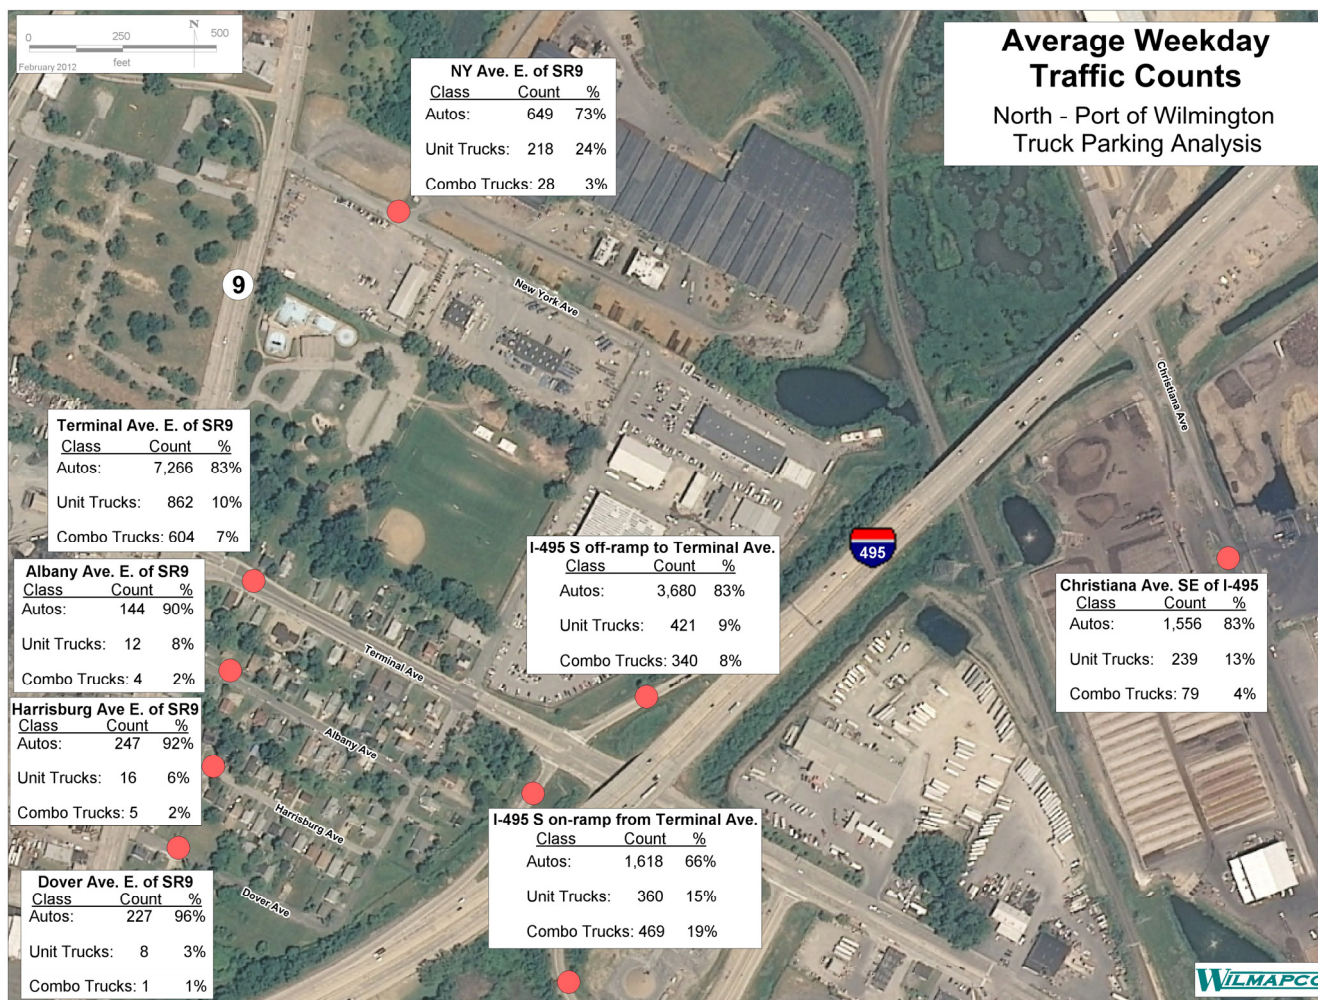 0 250 500
feet
N
February 2012
Average Weekday
Traffic Counts
North - Port of Wilmington
Truck Parking Analysis
NY Ave. E. of SR9
Class Count %
Autos: 649 73%
Unit Trucks: 218 24%
Combo Trucks: 28 3%
9
New York Ave
Christiana Ave
Terminal Ave. E. of SR9
Class Count %
Autos: 7,266 83%
Unit Trucks: 862 10%
Combo Trucks: 604 7%
I-495 S off-ramp to Terminal Ave.
Class Count %
Autos: 3,680 83%
Unit Trucks: 421 9%
Combo Trucks: 340 8%
495
Albany Ave. E. of SR9
Class Count %
Autos: 144 90%
Unit Trucks: 12 8%
Combo Trucks: 4 2%
Christiana Ave. SE of I-495
Class Count %
Autos: 1,556 83%
Unit Trucks: 239 13%
Combo Trucks: 79 4%
Terminal Ave
Albany Ave
Harrisburg Ave E. of SR9
Class Count %
Autos: 247 92%
Unit Trucks: 16 6%
Combo Trucks: 5 2%
Harrisburg Ave
I-495 S on-ramp from Terminal Ave.
Class Count %
Autos: 1,618 66%
Unit Trucks: 360 15%
Combo Trucks: 469 19%
Dover Ave. E. of SR9
Class Count %
Autos: 227 96%
Unit Trucks: 8 3%
Combo Trucks: 1 1%
Dover Ave
WILMAPCO